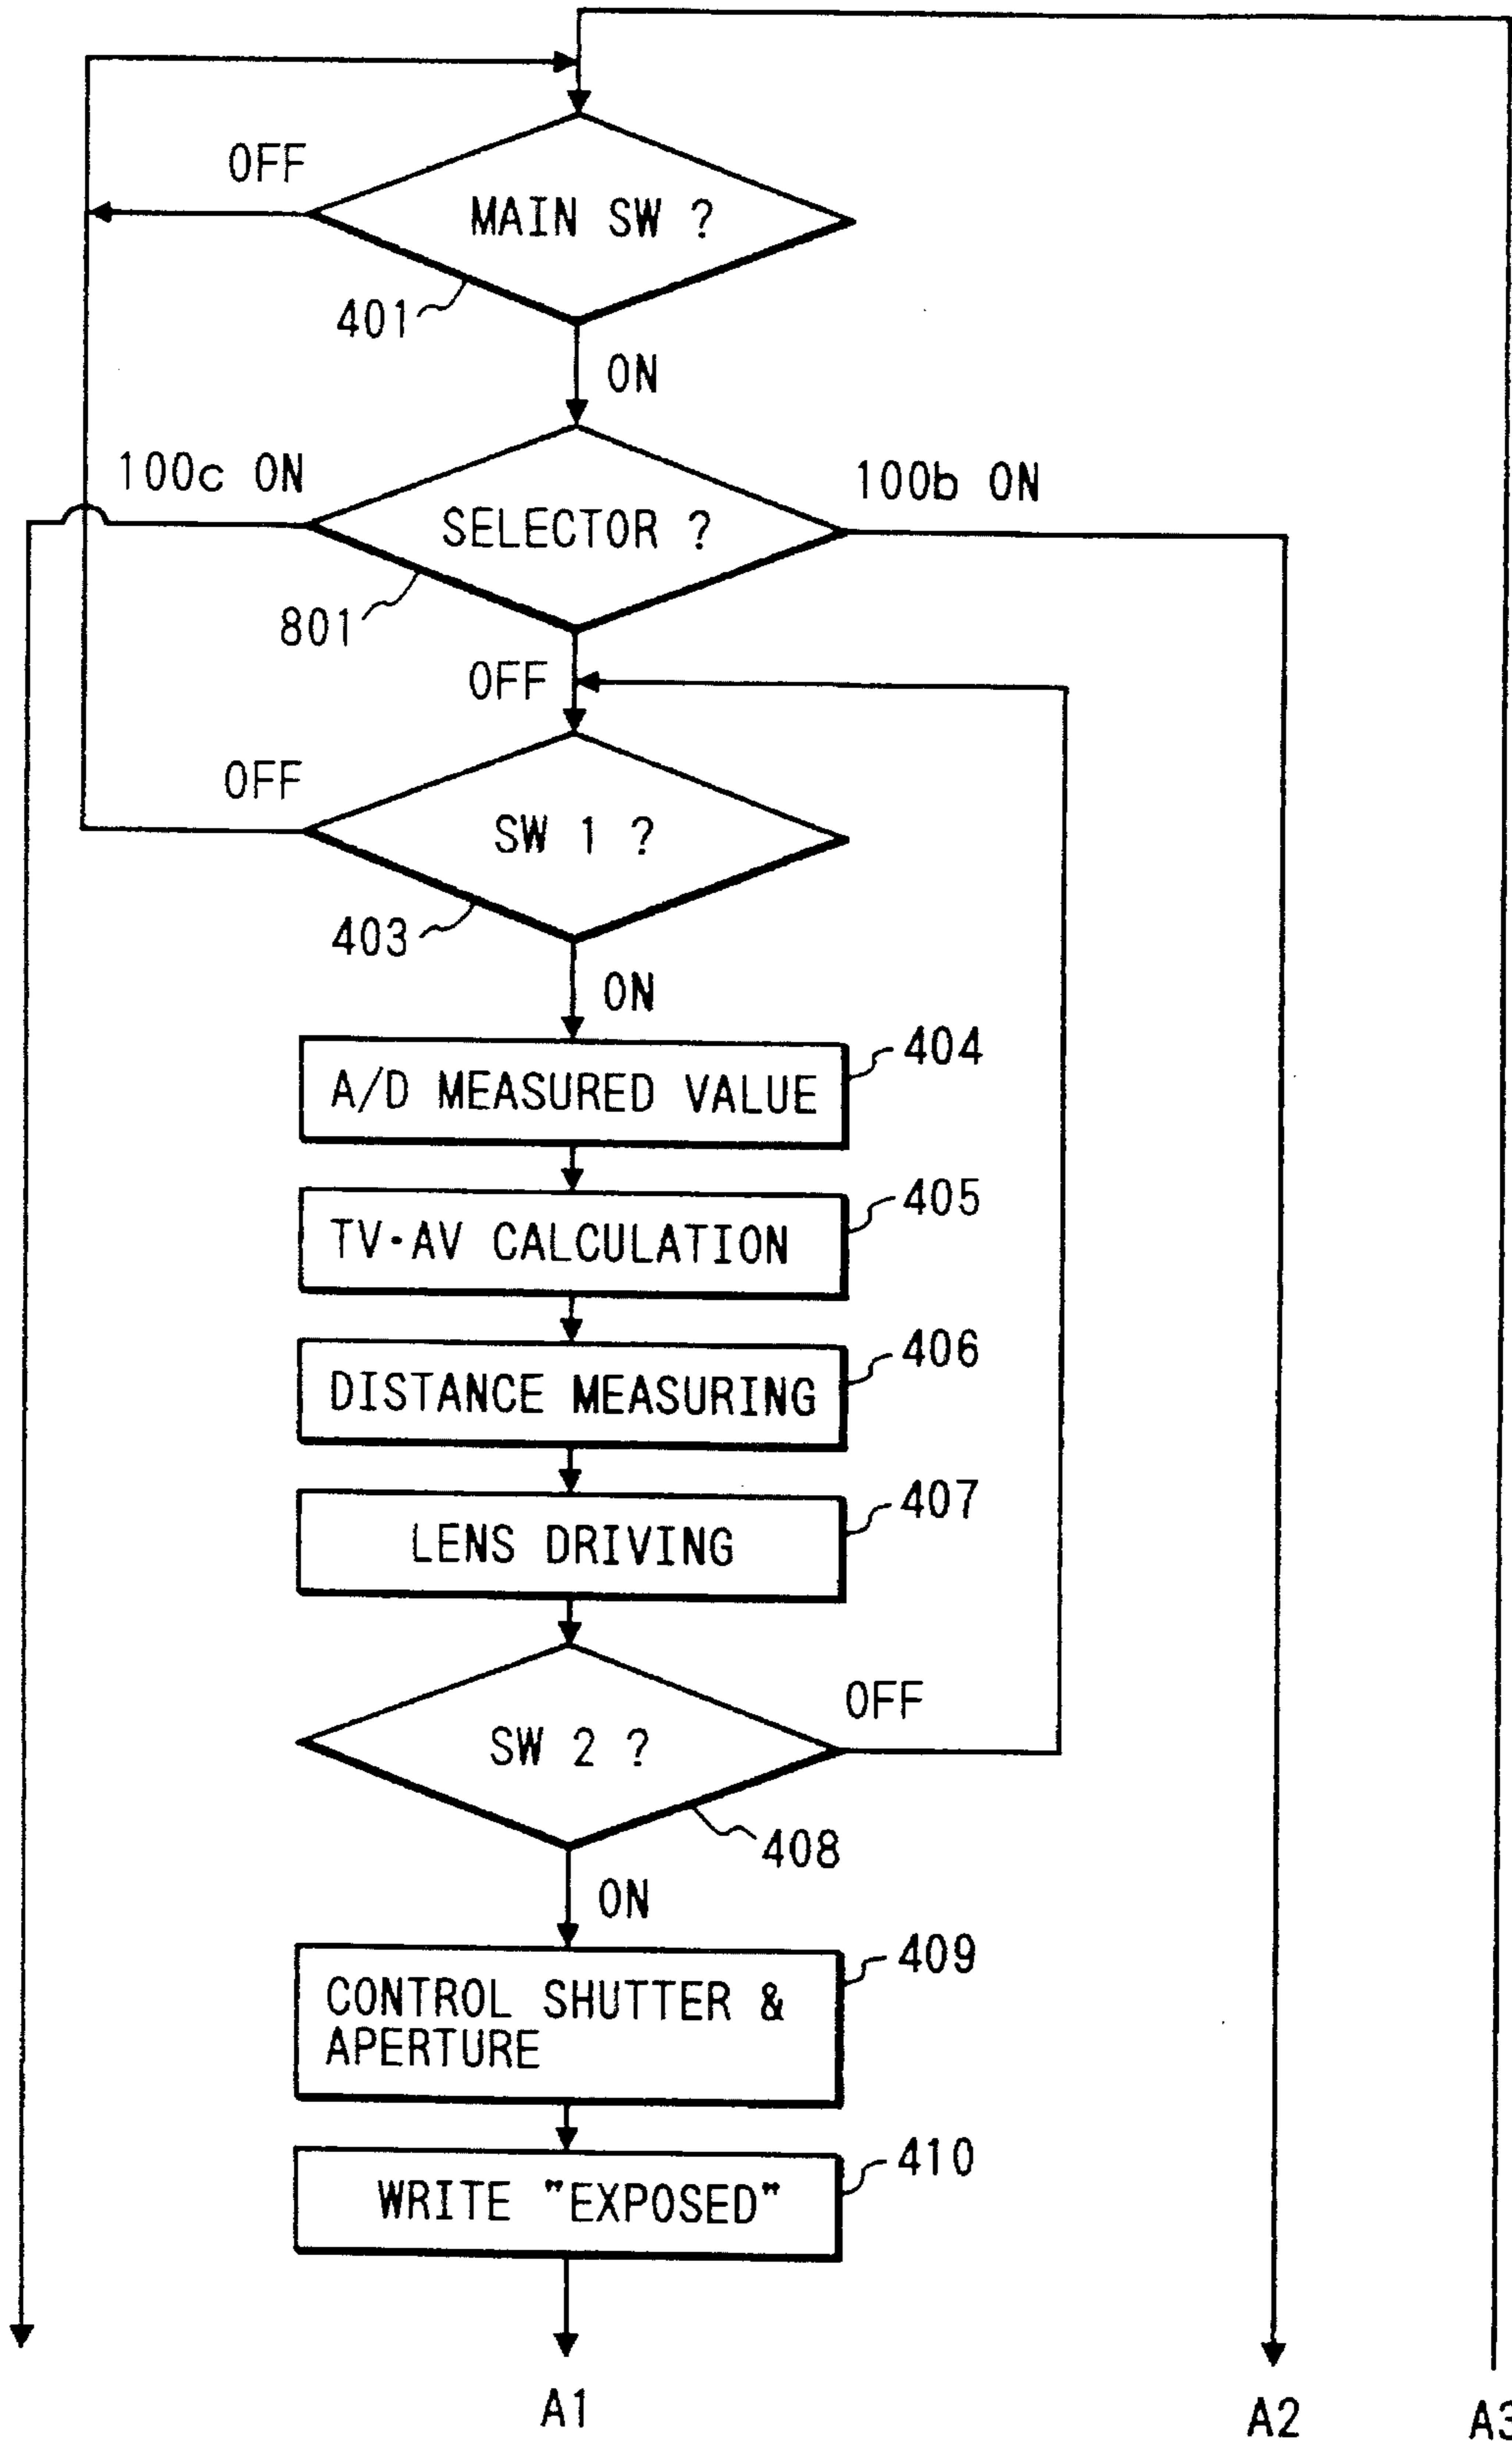 OFF
MAIN SW ?
401
ON
100c ON
100b ON
SELECTOR ?
801
OFF
OFF
SW 1 ?
403
ON
404
A/D MEASURED VALUE
405
TV·AV CALCULATION
406
DISTANCE MEASURING
407
LENS DRIVING
OFF
SW 2 ?
408
ON
409
CONTROL SHUTTER &
APERTURE
410
WRITE "EXPOSED"
A1
A2
A3